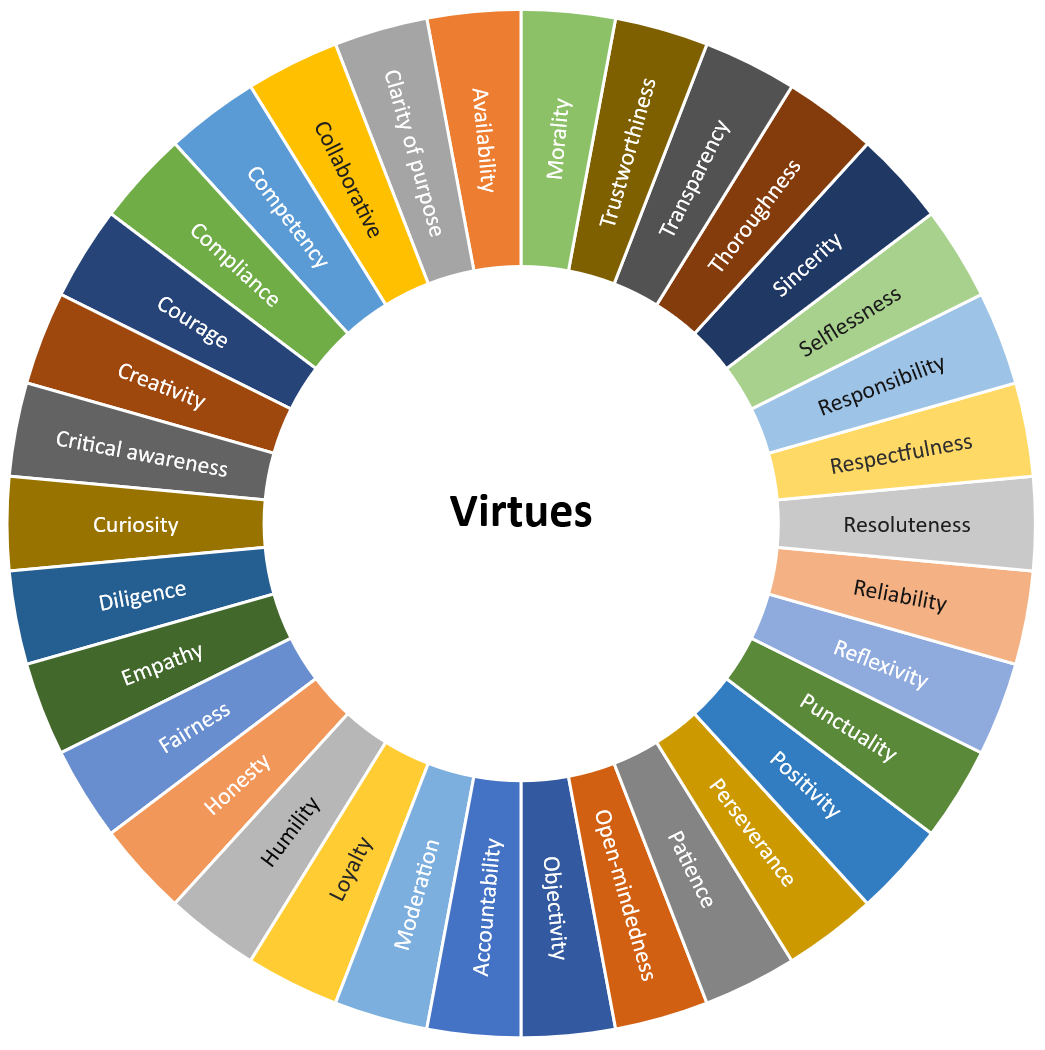 Virtues
Morality
Trustworthiness
Transparency
Thoroughness
Sincerity
Selflessness
Responsibility
Respectfulness
Resoluteness
Reliability
Reflexivity
Punctuality
Positivity
Perseverance
Patience
Open-mindedness
Objectivity
Accountability
Moderation
Loyalty
Humility
Honesty
Fairness
Empathy
Diligence
Curiosity
Critical awareness
Creativity
Courage
Compliance
Competency
Collaborative
Clarity of purpose
Availability